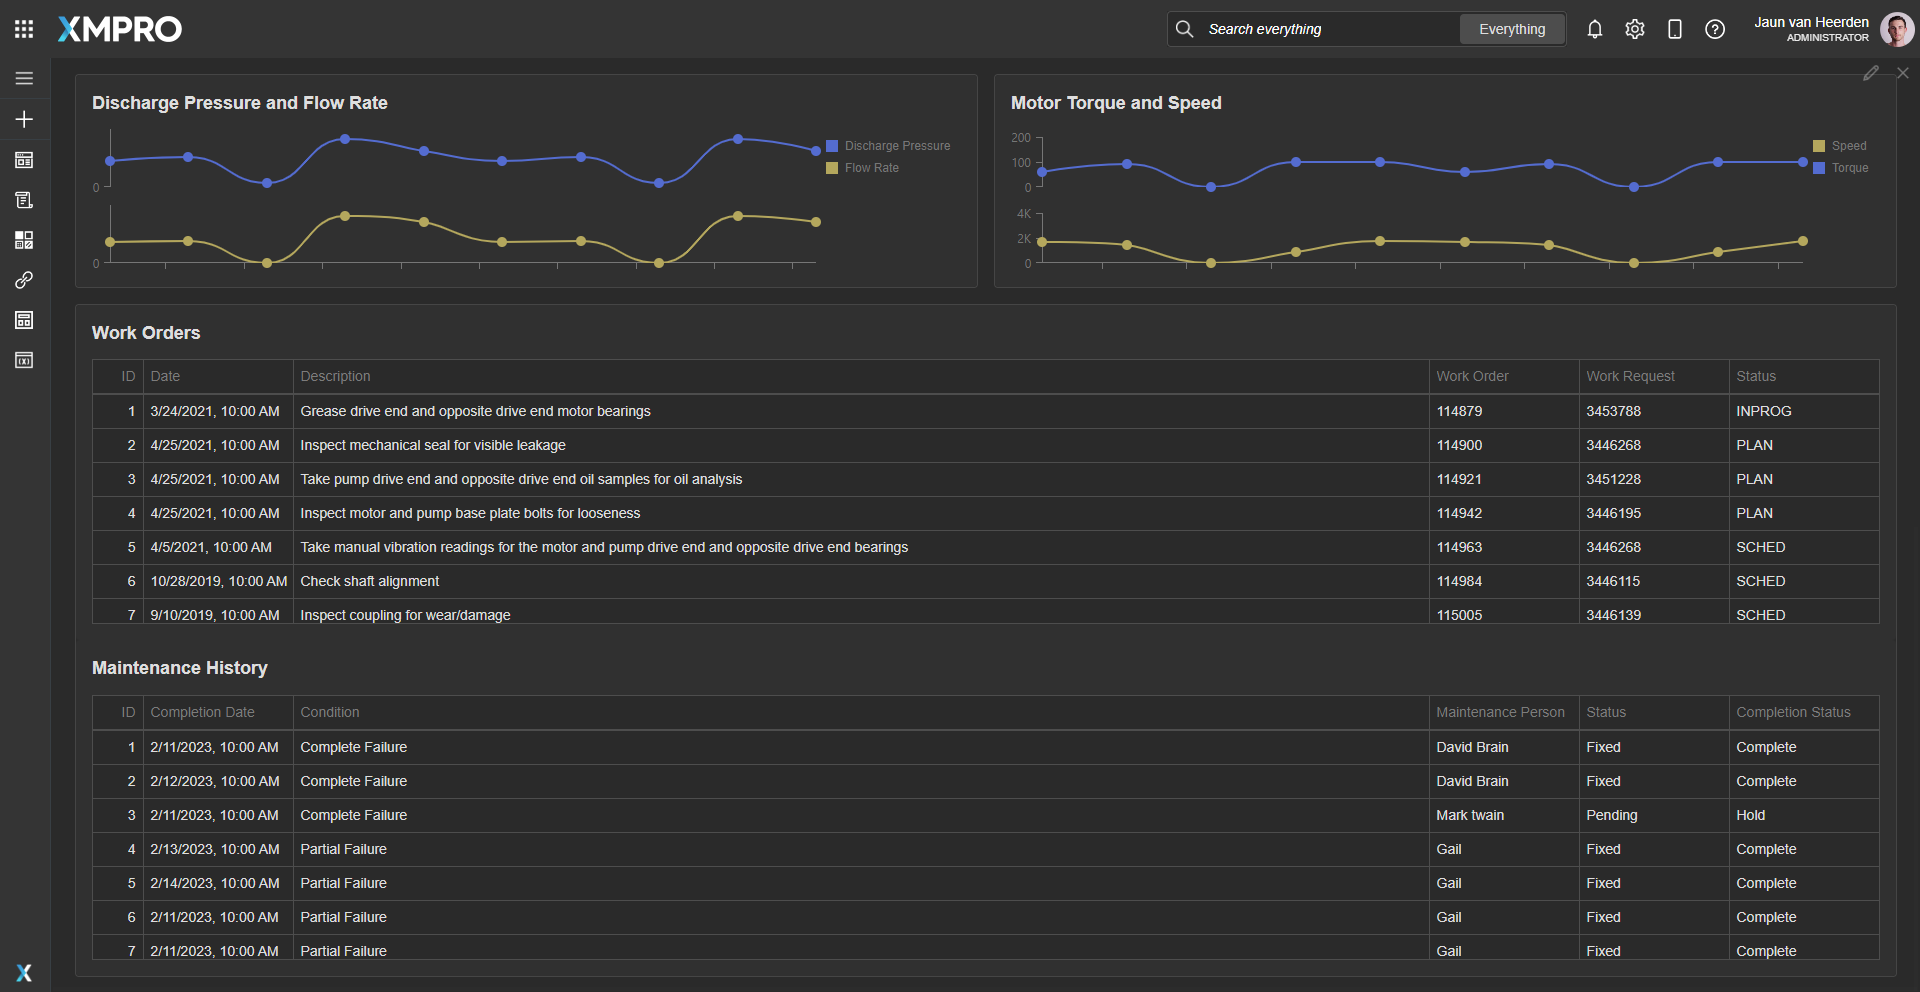 XMPRO
Search everything
Everything
Jaun van Heerden
ADMINISTRATOR
Discharge Pressure and Flow Rate
0
0
Discharge Pressure
Flow Rate
Motor Torque and Speed
200
100
0
4K
2K
0
Speed
Torque
Work Orders
ID Date Description Work Order Work Request Status
1 3/24/2021, 10:00 AM Grease drive end and opposite drive end motor bearings 114879 3453788 INPROG
2 4/25/2021, 10:00 AM Inspect mechanical seal for visible leakage 114900 3446268 PLAN
3 4/25/2021, 10:00 AM Take pump drive end and opposite drive end oil samples for oil analysis 114921 3451228 PLAN
4 4/25/2021, 10:00 AM Inspect motor and pump base plate bolts for looseness 114942 3446195 PLAN
5 4/5/2021, 10:00 AM Take manual vibration readings for the motor and pump drive end and opposite drive end bearings 114963 3446268 SCHED
6 10/28/2019, 10:00 AM Check shaft alignment 114984 3446115 SCHED
7 9/10/2019, 10:00 AM Inspect coupling for wear/damage 115005 3446139 SCHED
Maintenance History
ID Completion Date Condition Maintenance Person Status Completion Status
1 2/11/2023, 10:00 AM Complete Failure David Brain Fixed Complete
2 2/12/2023, 10:00 AM Complete Failure David Brain Fixed Complete
3 2/11/2023, 10:00 AM Complete Failure Mark twain Pending Hold
4 2/13/2023, 10:00 AM Partial Failure Gail Fixed Complete
5 2/14/2023, 10:00 AM Partial Failure Gail Fixed Complete
6 2/11/2023, 10:00 AM Partial Failure Gail Fixed Complete
7 2/11/2023, 10:00 AM Partial Failure Gail Fixed Complete
X